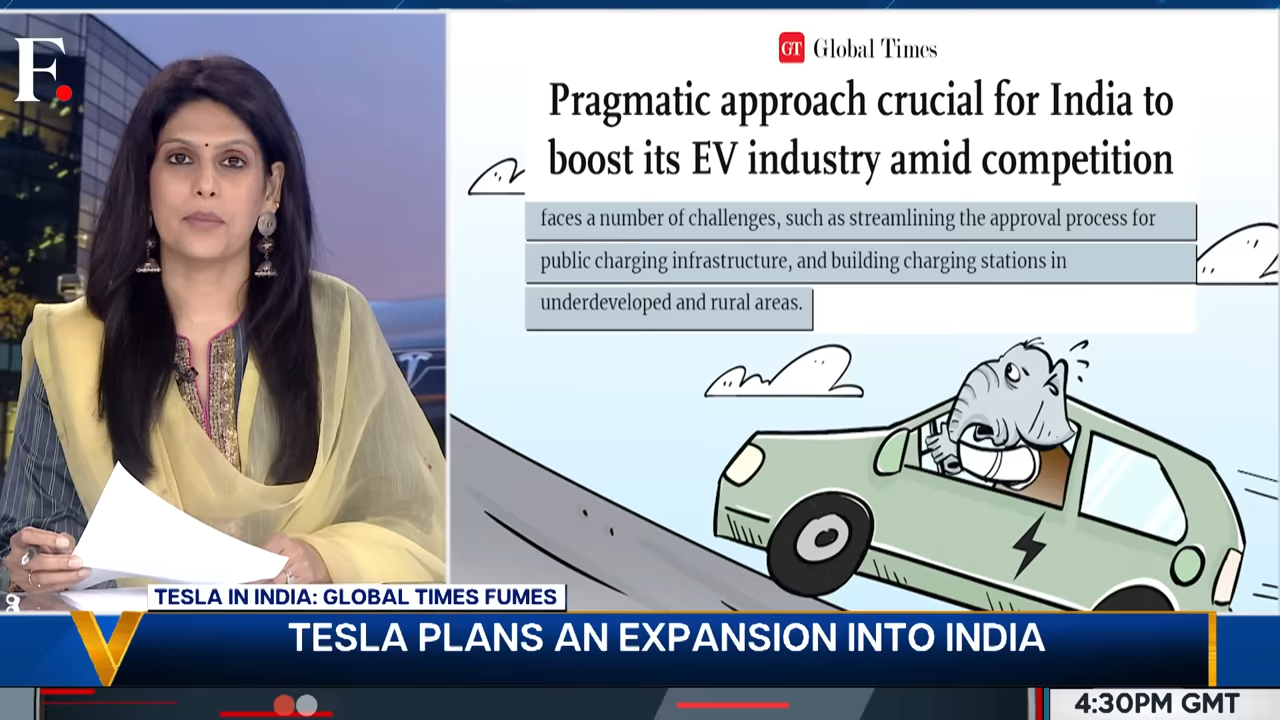 F.
GT Global Times
Pragmatic approach crucial for India to
boost its EV industry amid competition
faces a number of challenges, such as streamlining the approval process for
public charging infrastructure, and building charging stations in
underdeveloped and rural areas.
TESLA IN INDIA: GLOBAL TIMES FUMES
V
TESLA PLANS AN EXPANSION INTO INDIA
4:30PM GMT